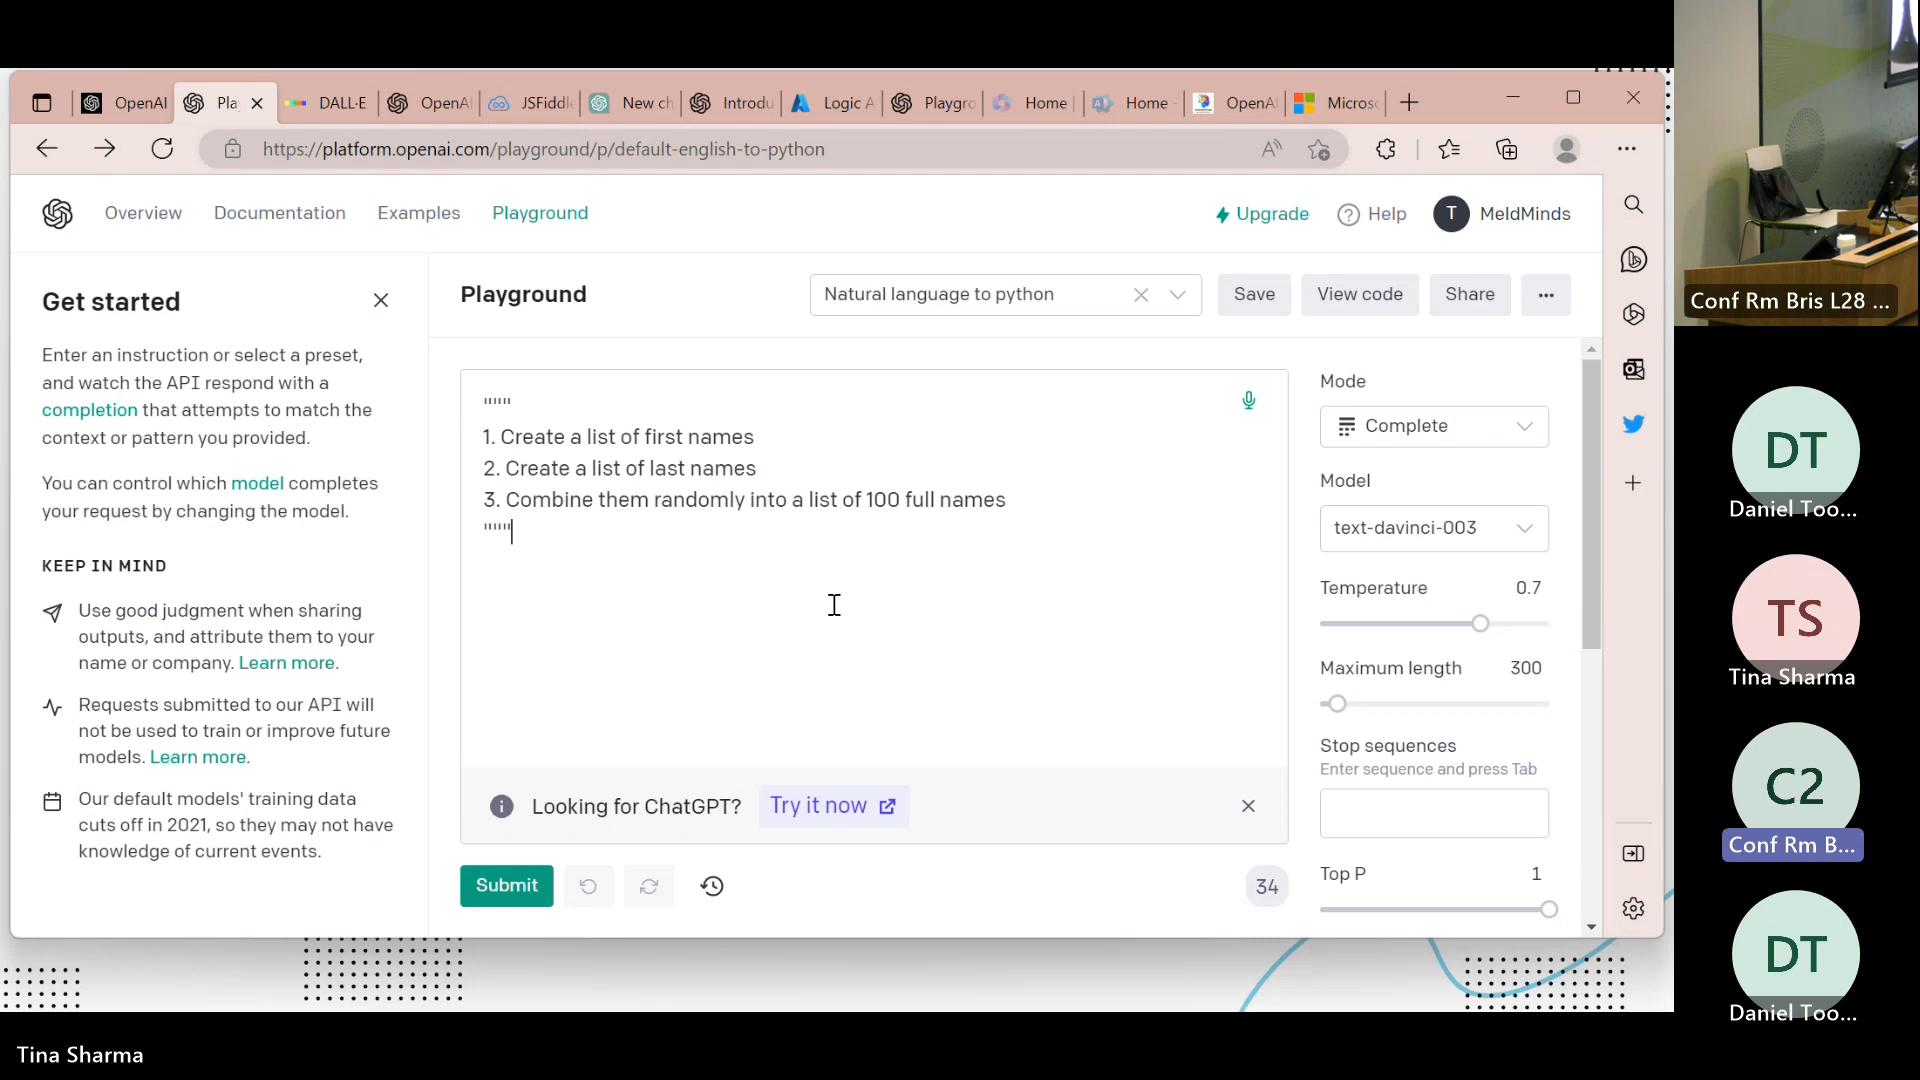 OpenAI
Pla
DALL·E
OpenA
JSFiddl
New ch
Introdu
Logic A
Playgro
Home
Home
OpenA
Micros
https://platform.openai.com/playground/p/default-english-to-python
Overview
Documentation
Examples
Playground
Upgrade
Help
T
MeldMinds
Get started
Enter an instruction or select a preset,
and watch the API respond with a
completion that attempts to match the
context or pattern you provided.
You can control which model completes
your request by changing the model.
KEEP IN MIND
Use good judgment when sharing
outputs, and attribute them to your
name or company. Learn more.
Requests submitted to our API will
not be used to train or improve future
models. Learn more.
Our default models' training data
cuts off in 2021, so they may not have
knowledge of current events.
Playground
Natural language to python
Save
View code
Share
"""
1. Create a list of first names
2. Create a list of last names
3. Combine them randomly into a list of 100 full names
"""
Looking for ChatGPT? Try it now
Submit
34
Mode
Complete
Model
text-davinci-003
Temperature 0.7
Maximum length 300
Stop sequences
Enter sequence and press Tab
Top P 1
Conf Rm Bris L28 ...
DT
Daniel Too...
TS
Tina Sharma
C2
Conf Rm B...
DT
Daniel Too...
Tina Sharma